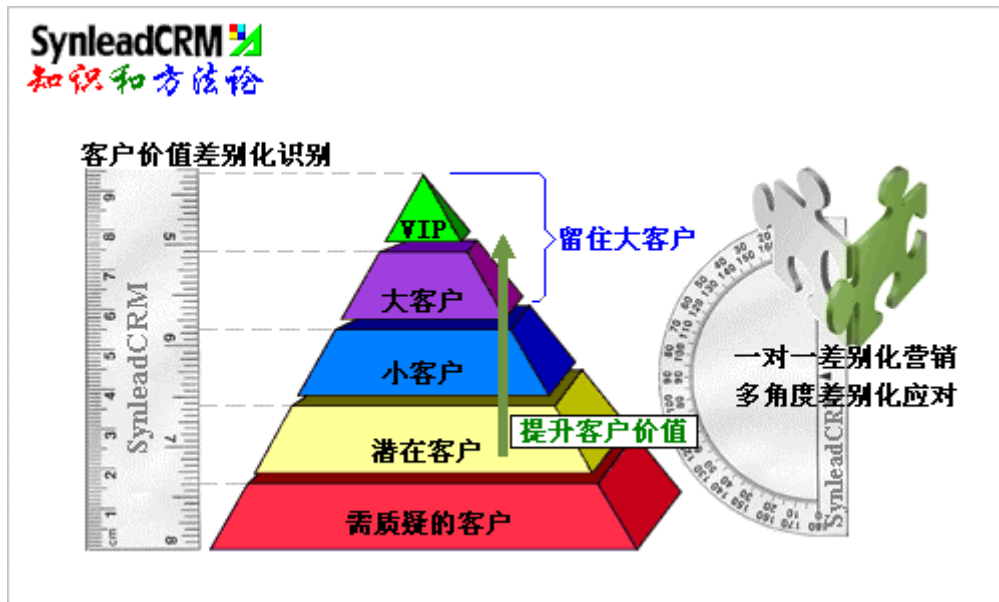 SynleadCRM
知识和方法论
客户价值差别化识别
VIP
大客户
小客户
潜在客户
需质疑的客户
留住大客户
提升客户价值
SynleadCRM
一对一差别化营销
多角度差别化应对
SynleadCRM